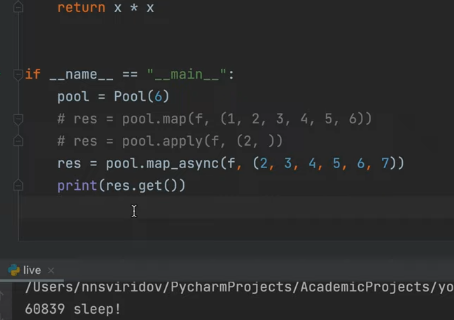 return x * x
if __name__ == "__main__":
pool = Pool(6)
# res = pool.map(f, (1, 2, 3, 4, 5, 6))
# res = pool.apply(f, (2, ))
res = pool.map_async(f, (2, 3, 4, 5, 6, 7))
print(res.get())
live ×
/Users/nnsviridov/PycharmProjects/AcademicProjects/yo
60839 sleep!